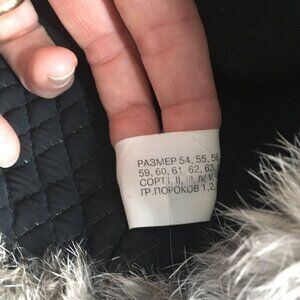 РАЗМЕР 54, 55, 56
59, 60, 61, 62, 63,
СОРТ I, II, III, IV, V,
ГР.ПОРОКОВ 1,2,